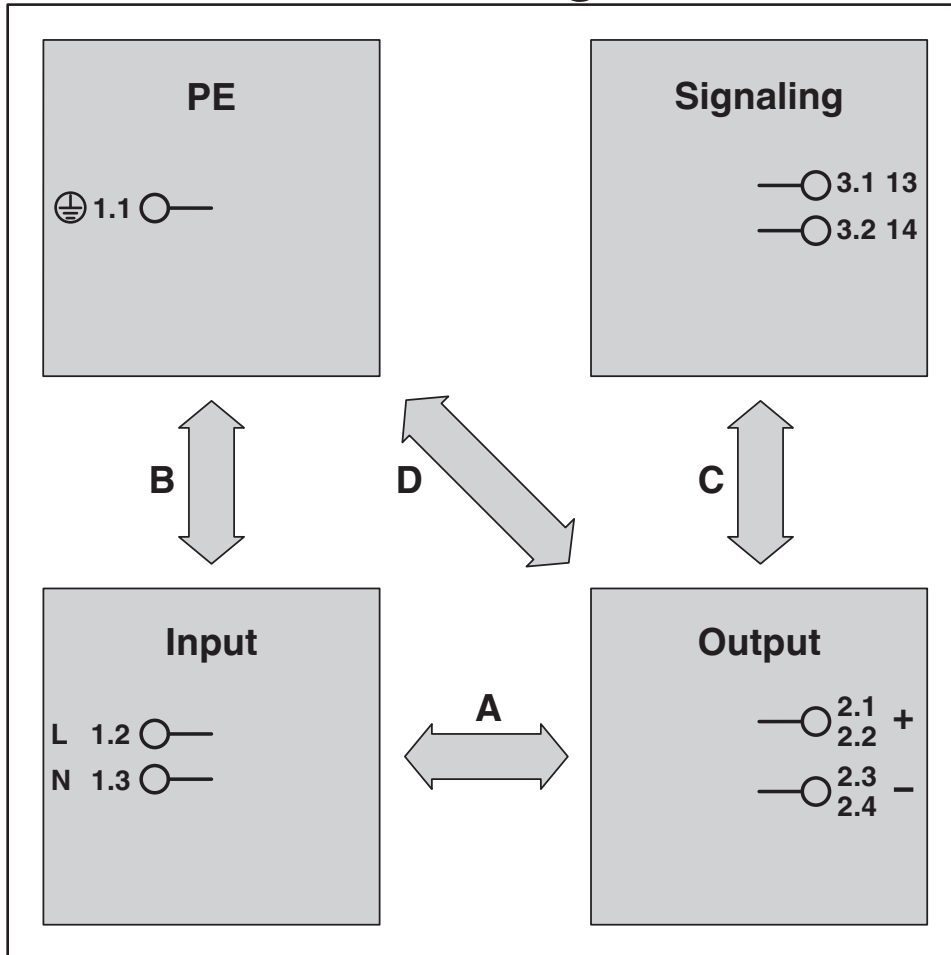 PE
1.1
Signaling
3.1 13
3.2 14
B
D
C
Input
L 1.2
N 1.3
A
Output
2.1 +
2.2
2.3 −
2.4